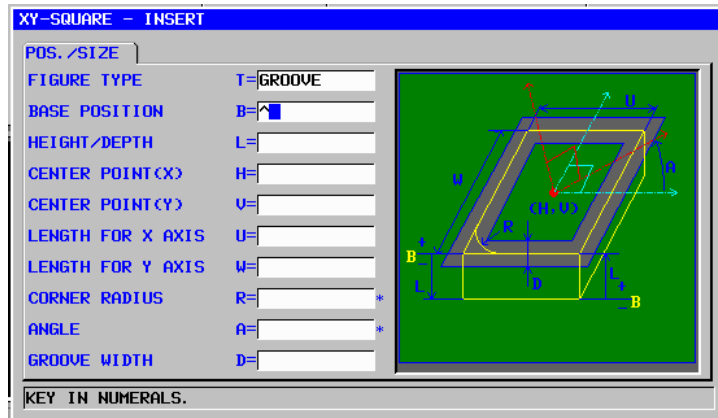 XY-SQUARE - INSERT
POS./SIZE
FIGURE TYPE T=GROOVE
BASE POSITION B=^
HEIGHT/DEPTH L=
CENTER POINT(X) H=
CENTER POINT(Y) V=
LENGTH FOR X AXIS U=
LENGTH FOR Y AXIS W=
CORNER RADIUS R= *
ANGLE A= *
GROOVE WIDTH D=
U
W
A
(H,V)
R
B
+
-
L
D
L
+
-
B
KEY IN NUMERALS.